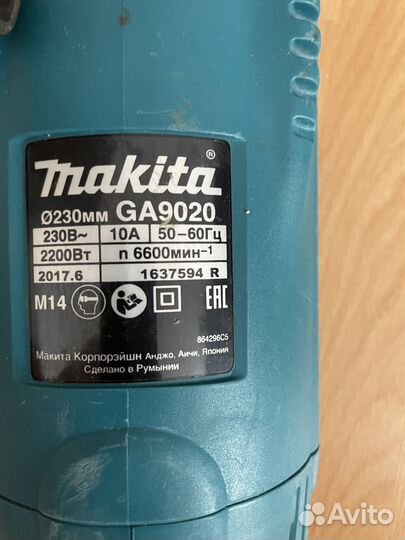 makita®
Ø230мм GA9020
230В~ 10А 50-60Гц
2200Вт n 6600мин⁻¹
2017.6 1637594 R
M14 EAC
864296C5
Макита Корпорэйшн Анджо, Аичи, Япония
Сделано в Румынии
Avito